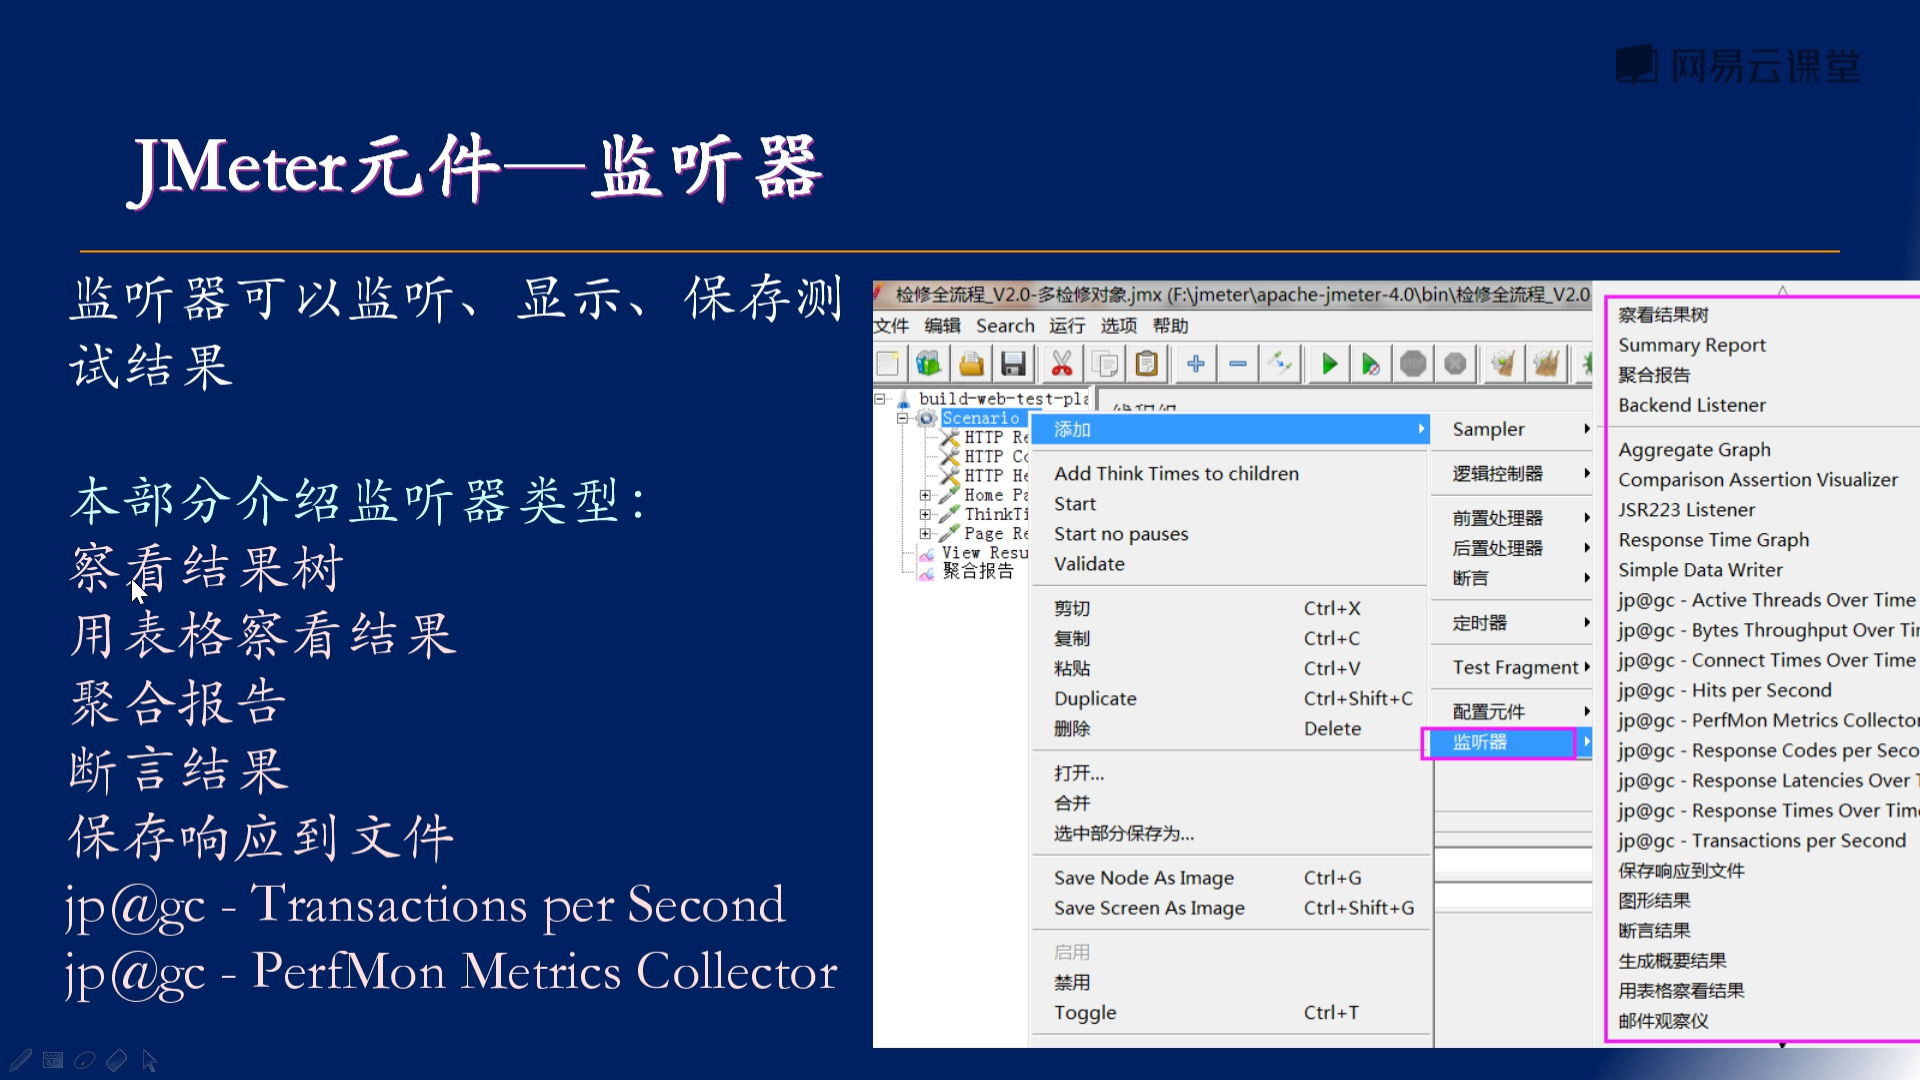 网易云课堂
JMeter元件—监听器
监听器可以监听、显示、保存测
试结果
本部分介绍监听器类型：
察看结果树
用表格察看结果
聚合报告
断言结果
保存响应到文件
jp@gc - Transactions per Second
jp@gc - PerfMon Metrics Collector
检修全流程_V2.0-多检修对象.jmx (F:\jmeter\apache-jmeter-4.0\bin\检修全流程_V2.0
文件 编辑 Search 运行 选项 帮助
build-web-test-pla
Scenario
HTTP Re
HTTP Co
HTTP He
Home Pa
ThinkTi
Page Re
View Resu
聚合报告
添加
Add Think Times to children
Start
Start no pauses
Validate
剪切 Ctrl+X
复制 Ctrl+C
粘贴 Ctrl+V
Duplicate Ctrl+Shift+C
删除 Delete
打开...
合并
选中部分保存为...
Save Node As Image Ctrl+G
Save Screen As Image Ctrl+Shift+G
启用
禁用
Toggle Ctrl+T
Sampler
逻辑控制器
前置处理器
后置处理器
断言
定时器
Test Fragment
配置元件
监听器
察看结果树
Summary Report
聚合报告
Backend Listener
Aggregate Graph
Comparison Assertion Visualizer
JSR223 Listener
Response Time Graph
Simple Data Writer
jp@gc - Active Threads Over Time
jp@gc - Bytes Throughput Over Ti
jp@gc - Connect Times Over Time
jp@gc - Hits per Second
jp@gc - PerfMon Metrics Collector
jp@gc - Response Codes per Seco
jp@gc - Response Latencies Over T
jp@gc - Response Times Over Time
jp@gc - Transactions per Second
保存响应到文件
图形结果
断言结果
生成概要结果
用表格察看结果
邮件观察仪